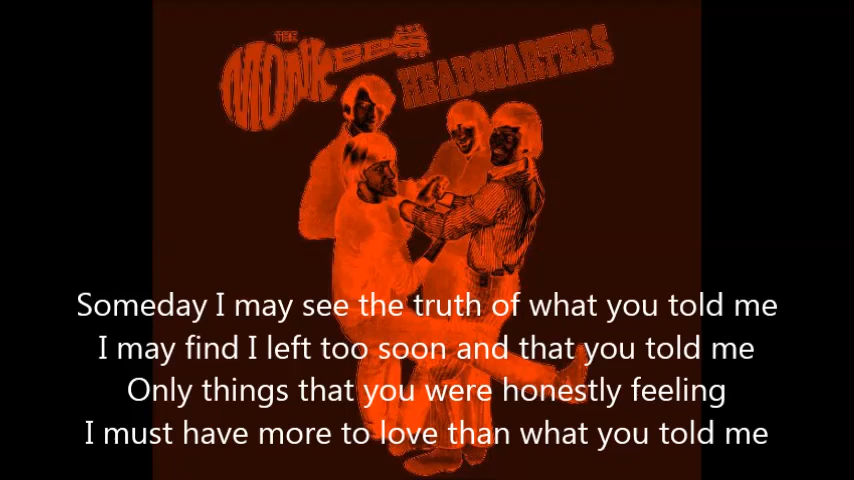 THE
MONKEES
HEADQUARTERS
Someday I may see the truth of what you told me
I may find I left too soon and that you told me
Only things that you were honestly feeling
I must have more to love than what you told me